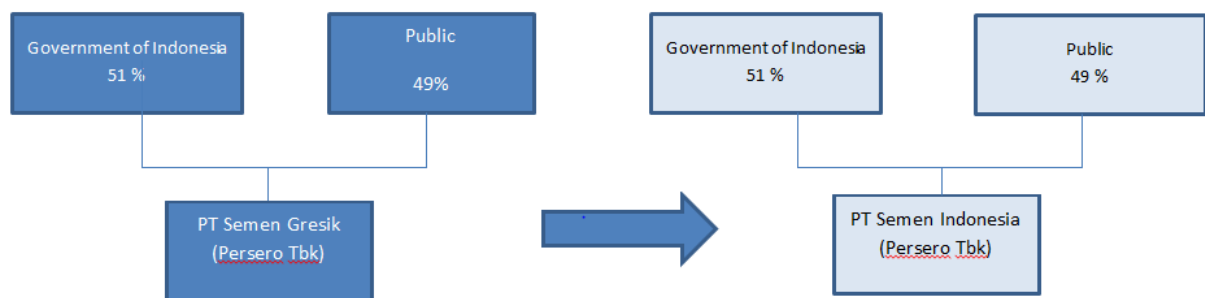 Government of Indonesia
51 %
Public
49%
PT Semen Gresik
(Persero Tbk)
Government of Indonesia
51 %
Public
49 %
PT Semen Indonesia
(Persero Tbk)